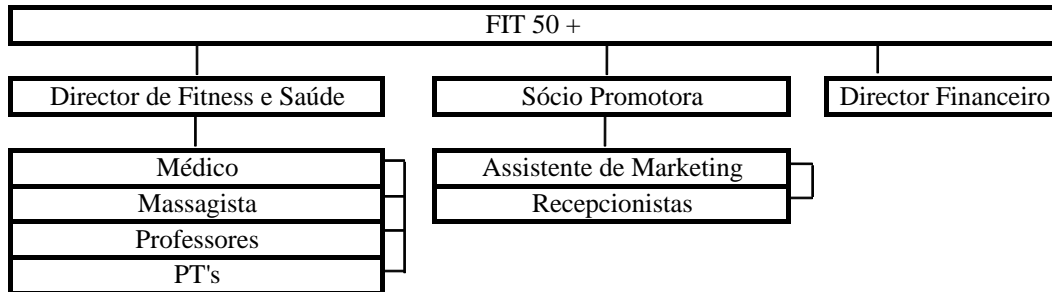 FIT 50 +
Director de Fitness e Saúde
Sócio Promotora
Director Financeiro
Médico
Massagista
Professores
PT's
Assistente de Marketing
Recepcionistas